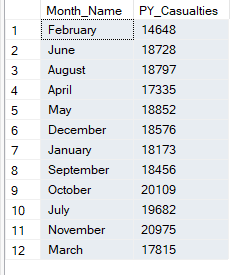 Month_Name PY_Casualties
1 February 14648
2 June 18728
3 August 18797
4 April 17335
5 May 18852
6 December 18576
7 January 18173
8 September 18456
9 October 20109
10 July 19682
11 November 20975
12 March 17815